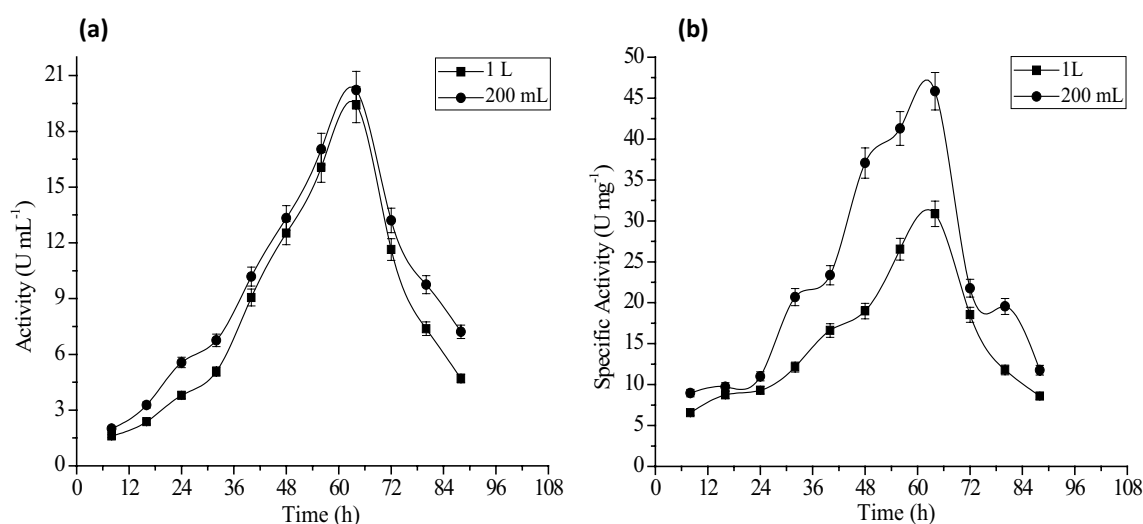 (a)
1 L
200 mL
Activity (U mL⁻¹)
21
18
15
12
9
6
3
0
0 12 24 36 48 60 72 84 96 108
Time (h)
(b)
1L
200 mL
Specific Activity (U mg⁻¹)
50
45
40
35
30
25
20
15
10
5
0
0 12 24 36 48 60 72 84 96 108
Time (h)